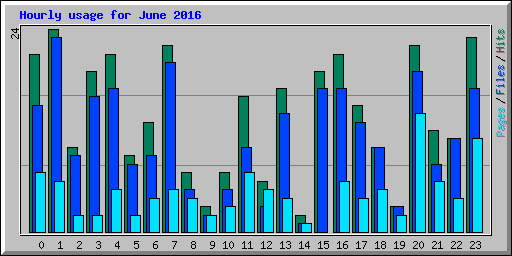 Hourly usage for June 2016
24
Pages/Files/Hits
0 1 2 3 4 5 6 7 8 9 10 11 12 13 14 15 16 17 18 19 20 21 22 23